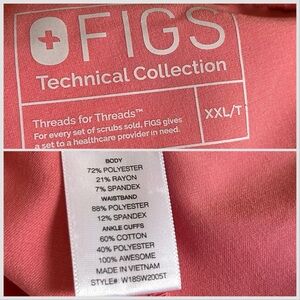 FIGS
Technical Collection
Threads for Threads™
For every set of scrubs sold, FIGS gives
a set to a healthcare provider in need.
XXL/T
BODY
72% POLYESTER
21% RAYON
7% SPANDEX
WAISTBAND
88% POLYESTER
12% SPANDEX
ANKLE CUFFS
60% COTTON
40% POLYESTER
100% AWESOME
MADE IN VIETNAM
STYLE# W18SW2005T